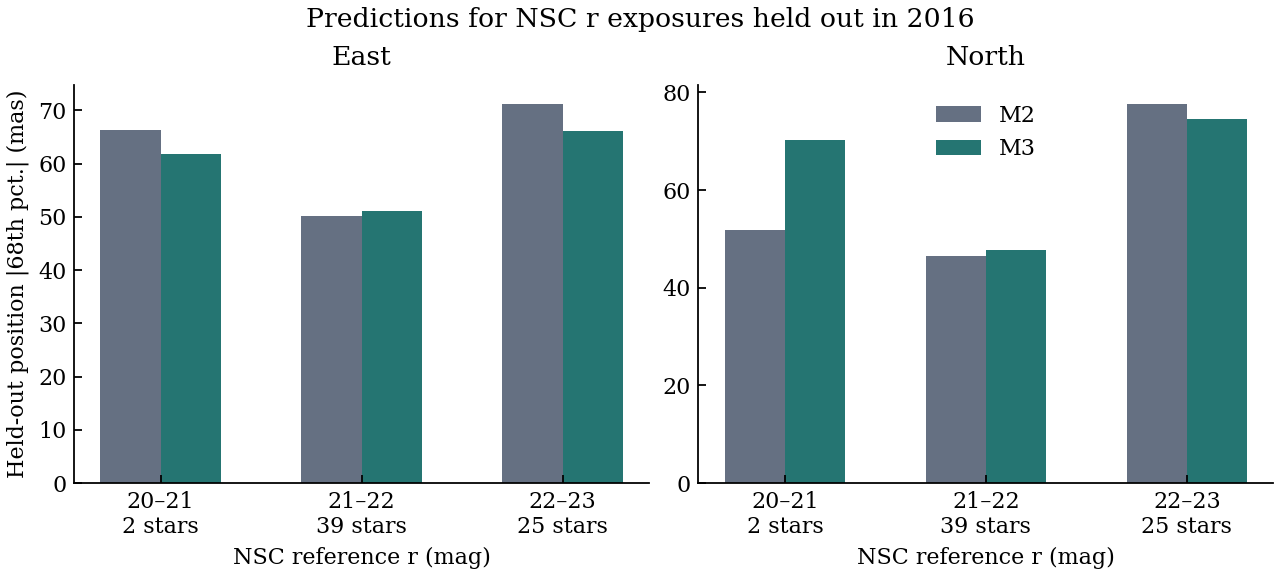 Predictions for NSC r exposures held out in 2016
East
Held-out position |68th pct.| (mas)
70
60
50
40
30
20
10
0
20–21
2 stars
21–22
39 stars
22–23
25 stars
NSC reference r (mag)
North
80
60
40
20
0
M2
M3
20–21
2 stars
21–22
39 stars
22–23
25 stars
NSC reference r (mag)